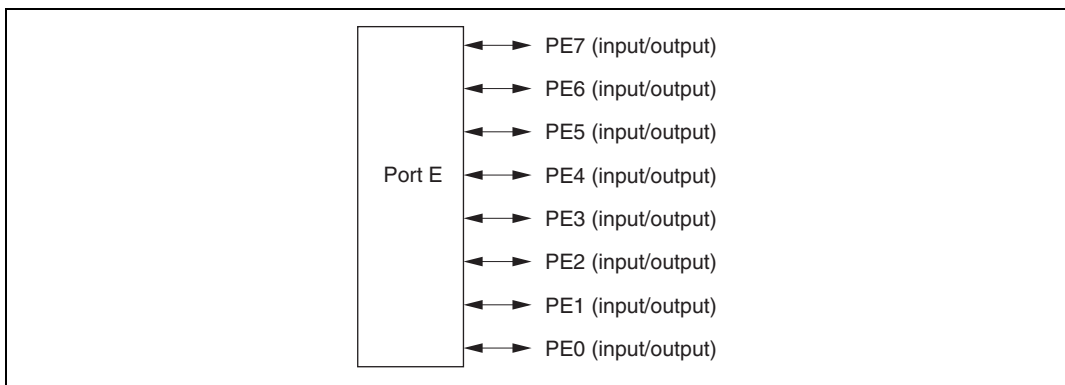 PE7 (input/output)
PE6 (input/output)
PE5 (input/output)
Port E
PE4 (input/output)
PE3 (input/output)
PE2 (input/output)
PE1 (input/output)
PE0 (input/output)